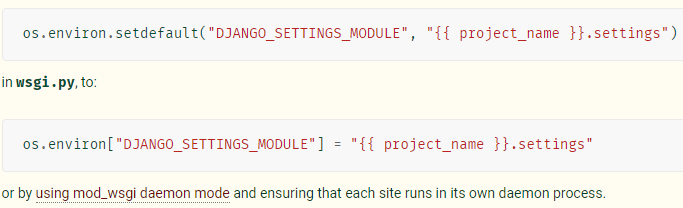 os.environ.setdefault("DJANGO_SETTINGS_MODULE", "{{ project_name }}.settings")
in wsgi.py, to:
os.environ["DJANGO_SETTINGS_MODULE"] = "{{ project_name }}.settings"
or by using mod_wsgi daemon mode and ensuring that each site runs in its own daemon process.